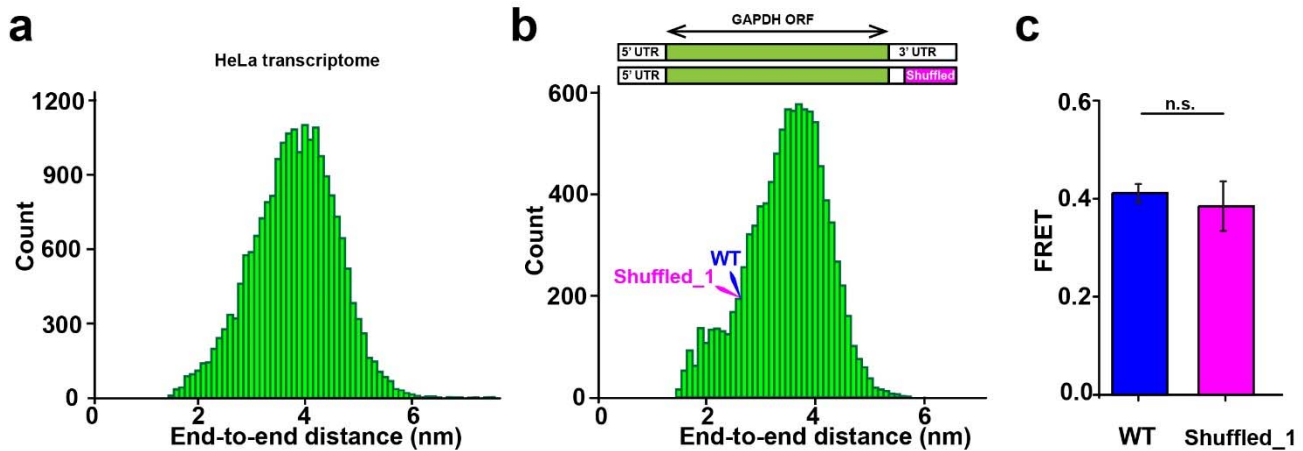 a
HeLa transcriptome
Count
1200
900
600
300
0
0 2 4 6
End-to-end distance (nm)
b
GAPDH ORF
5' UTR 3' UTR
5' UTR Shuffled
Count
600
400
200
0
WT
Shuffled_1
0 2 4 6
End-to-end distance (nm)
c
n.s.
FRET
0.6
0.4
0.2
0.0
WT Shuffled_1